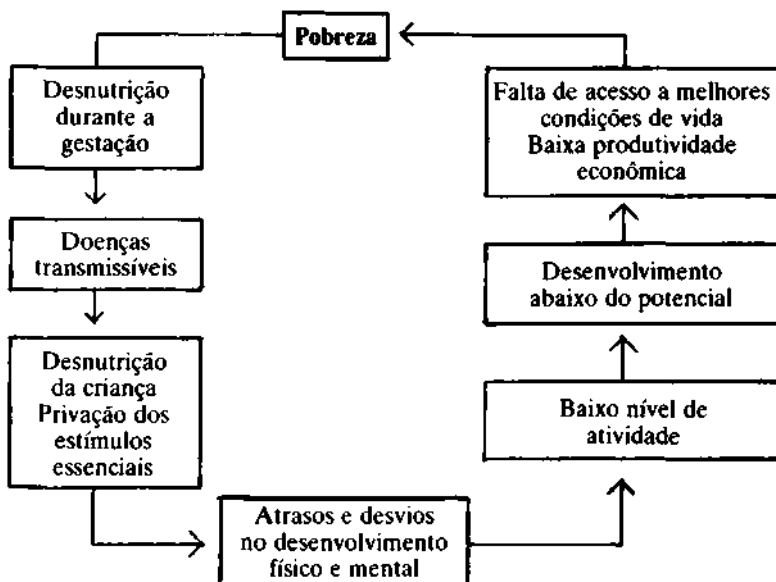 Pobreza
Desnutrição
durante a
gestação
Doenças
transmissíveis
Desnutrição
da criança
Privação dos
estímulos
essenciais
Atrasos e desvios
no desenvolvimento
físico e mental
Baixo nível de
atividade
Desenvolvimento
abaixo do potencial
Falta de acesso a melhores
condições de vida
Baixa produtividade
econômica